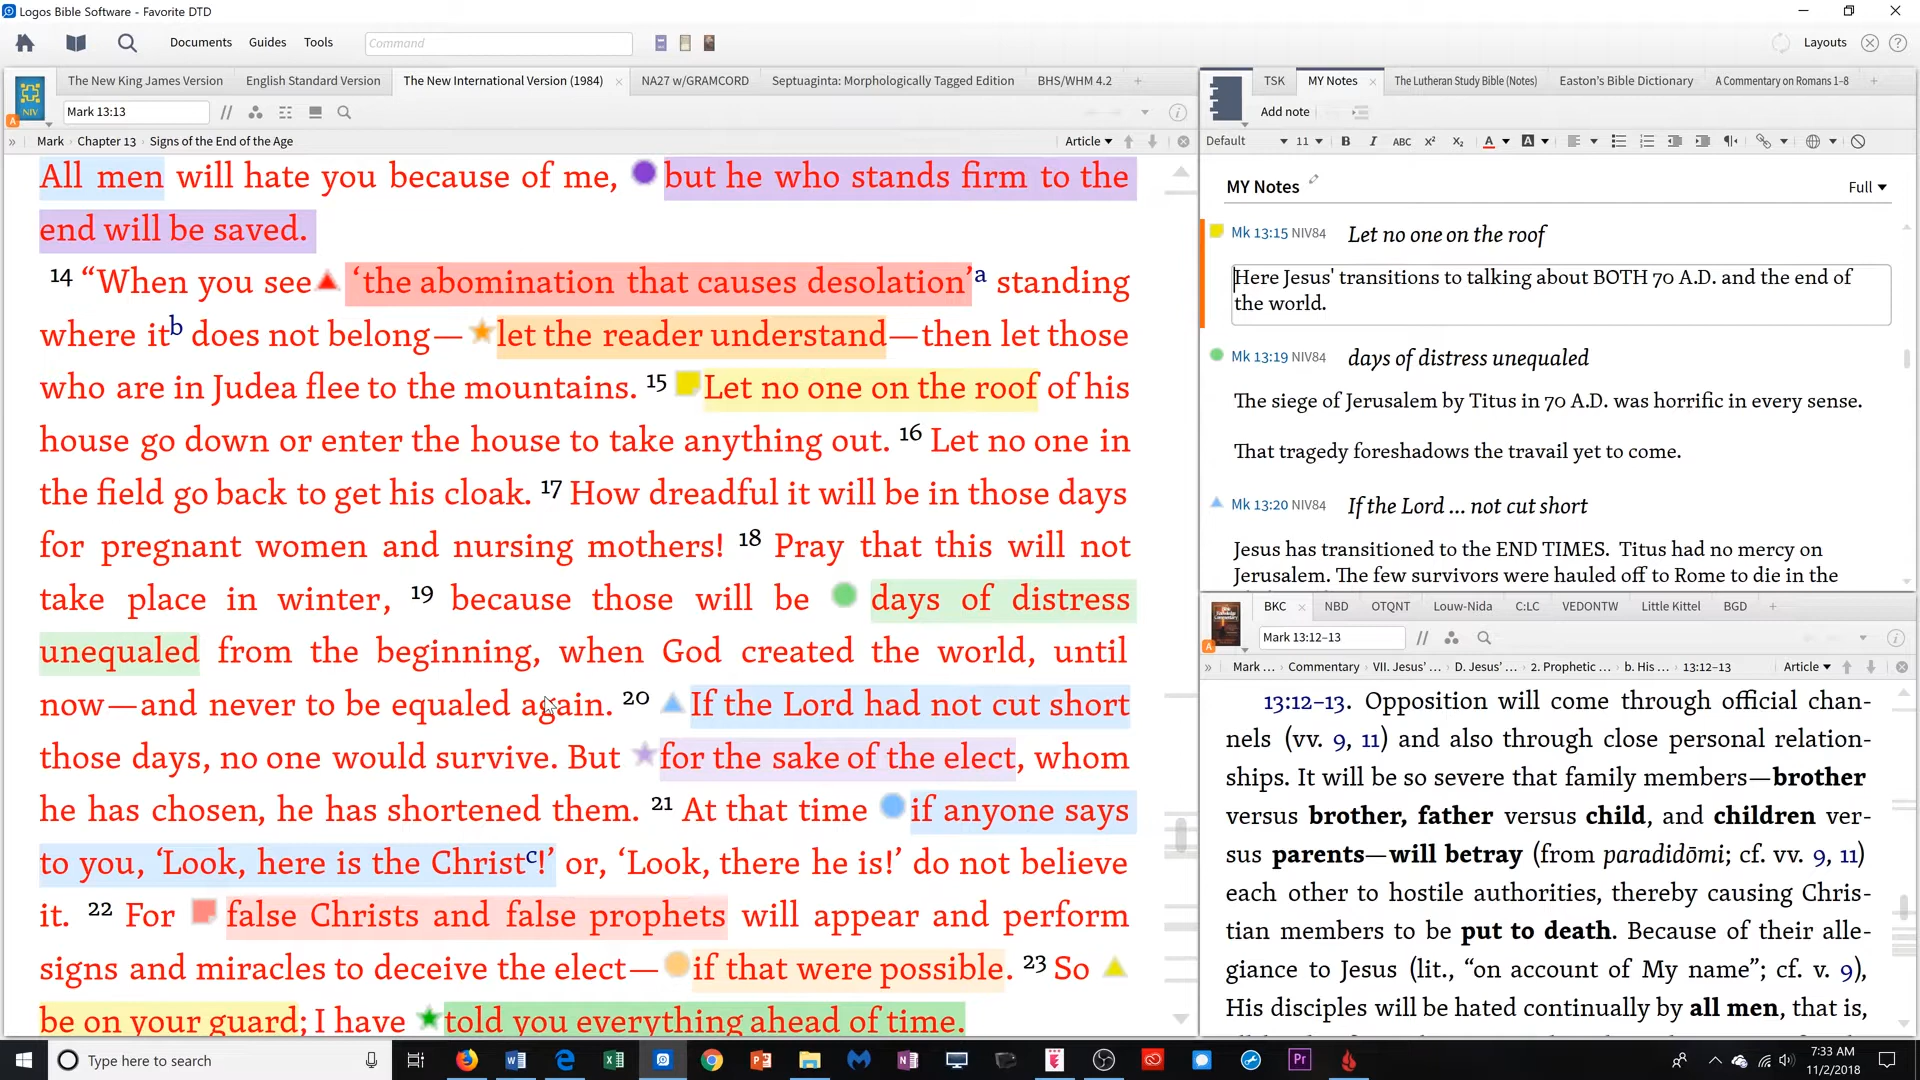 Logos Bible Software - Favorite DTD
Documents Guides Tools Command Layouts
The New King James Version English Standard Version The New International Version (1984) NA27 w/GRAMCORD Septuaginta: Morphologically Tagged Edition BHS/WHM 4.2
NIV
A
Mark 13:13
Mark › Chapter 13 › Signs of the End of the Age Article
All men will hate you because of me, but he who stands firm to the
end will be saved.
14 “When you see ‘the abomination that causes desolation’a standing
where itb does not belong—let the reader understand—then let those
who are in Judea flee to the mountains. 15 Let no one on the roof of his
house go down or enter the house to take anything out. 16 Let no one in
the field go back to get his cloak. 17 How dreadful it will be in those days
for pregnant women and nursing mothers! 18 Pray that this will not
take place in winter, 19 because those will be days of distress
unequaled from the beginning, when God created the world, until
now—and never to be equaled again. 20 If the Lord had not cut short
those days, no one would survive. But for the sake of the elect, whom
he has chosen, he has shortened them. 21 At that time if anyone says
to you, ‘Look, here is the Christc!’ or, ‘Look, there he is!’ do not believe
it. 22 For false Christs and false prophets will appear and perform
signs and miracles to deceive the elect—if that were possible. 23 So
be on your guard; I have told you everything ahead of time.
TSK MY Notes The Lutheran Study Bible (Notes) Easton's Bible Dictionary A Commentary on Romans 1–8
Add note
Default 11 B I ABC X² X₂ A A
MY Notes Full
Mk 13:15 NIV84 Let no one on the roof
Here Jesus' transitions to talking about BOTH 70 A.D. and the end of
the world.
Mk 13:19 NIV84 days of distress unequaled
The siege of Jerusalem by Titus in 70 A.D. was horrific in every sense.
That tragedy foreshadows the travail yet to come.
Mk 13:20 NIV84 If the Lord ... not cut short
Jesus has transitioned to the END TIMES. Titus had no mercy on
Jerusalem. The few survivors were hauled off to Rome to die in the
BKC NBD OTQNT Louw-Nida C:LC VEDONTW Little Kittel BGD
A
Mark 13:12–13
Mark ... › Commentary › VII. Jesus' ... › D. Jesus' ... › 2. Prophetic ... › b. His ... › 13:12–13 Article
13:12–13. Opposition will come through official chan-
nels (vv. 9, 11) and also through close personal relation-
ships. It will be so severe that family members—brother
versus brother, father versus child, and children ver-
sus parents—will betray (from paradidōmi; cf. vv. 9, 11)
each other to hostile authorities, thereby causing Chris-
tian members to be put to death. Because of their alle-
giance to Jesus (lit., “on account of My name”; cf. v. 9),
His disciples will be hated continually by all men, that is,
Type here to search
Pr
7:33 AM
11/2/2018